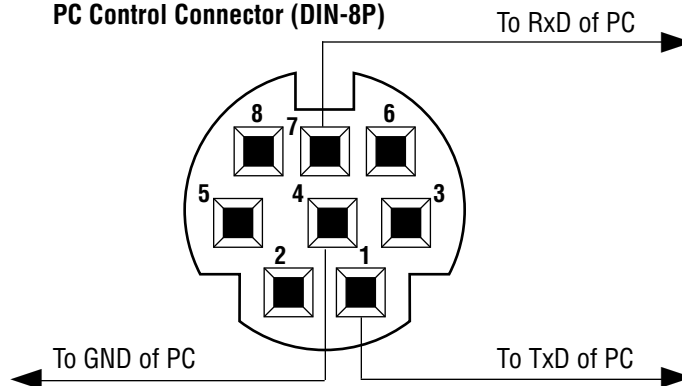 PC Control Connector (DIN-8P)
To RxD of PC
8 7 6
5 4 3
2 1
To GND of PC
To TxD of PC